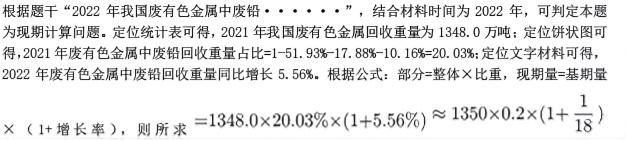 根据题干“2022 年我国废有色金属中废铅······”，结合材料时间为 2022 年，可判定本题
为现期计算问题。定位统计表可得，2021 年我国废有色金属回收重量为 1348.0 万吨；定位饼状图可
得，2021 年废有色金属中废铅回收重量占比=1-51.93%-17.88%-10.16%=20.03%；定位文字材料可得，
2022 年废有色金属中废铅回收重量同比增长 5.56%。根据公式：部分=整体×比重，现期量=基期量
×（1+增长率），则所求 =1348.0×20.03%×(1+5.56%) ≈ 1350×0.2×(1+1/18)